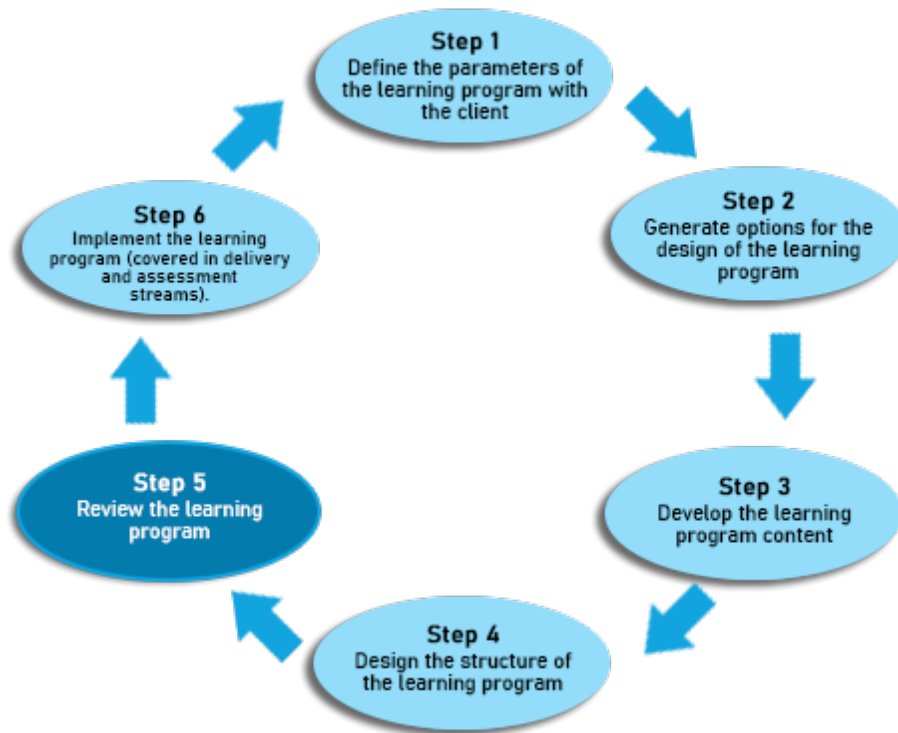 Step 1
Define the parameters of
the learning program with
the client
Step 2
Generate options for the
design of the learning
program
Step 3
Develop the learning
program content
Step 4
Design the structure of
the learning program
Step 5
Review the learning
program
Step 6
Implement the learning
program (covered in delivery
and assessment
streams).